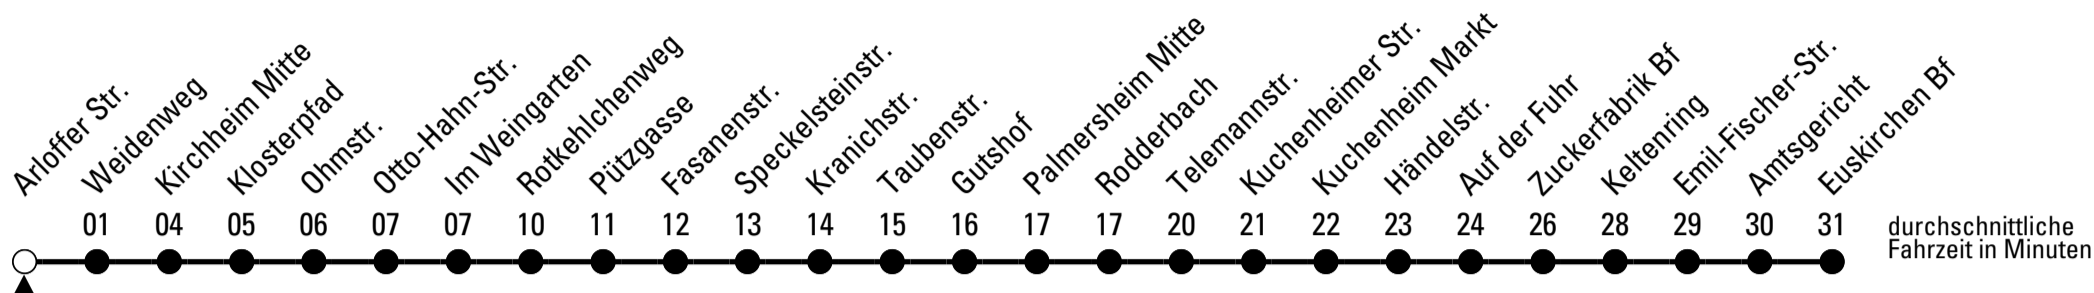 Arloffer Str.
Weidenweg
Kirchheim Mitte
Klosterpfad
Ohmstr.
Otto-Hahn-Str.
Im Weingarten
Rotkehlchenweg
Pützgasse
Fasanenstr.
Speckelsteinstr.
Kranichstr.
Taubenstr.
Gutshof
Palmersheim Mitte
Rodderbach
Telemannstr.
Kuchenheimer Str.
Kuchenheim Markt
Händelstr.
Auf der Fuhr
Zuckerfabrik Bf
Keltenring
Emil-Fischer-Str.
Amtsgericht
Euskirchen Bf
01 04 05 06 07 07 10 11 12 13 14 15 16 17 17 20 21 22 23 24 26 28 29 30 31
durchschnittliche
Fahrzeit in Minuten